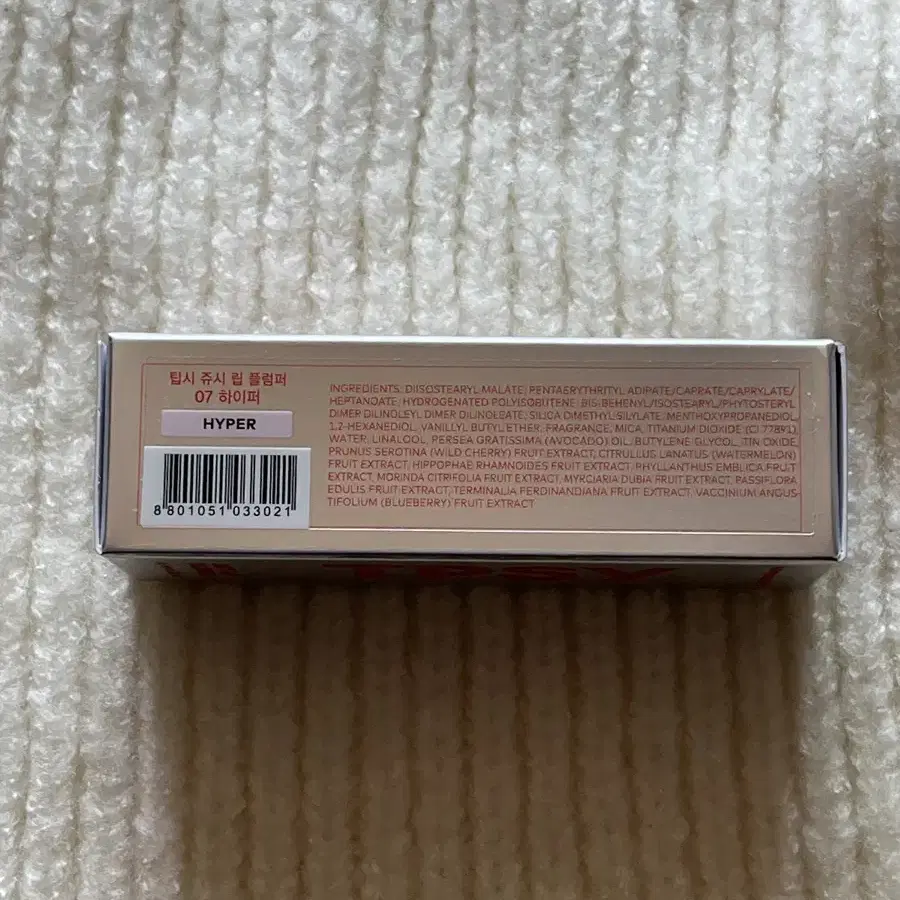 팁시 쥬시 립 플럼퍼
07 하이퍼
HYPER
8 801051 033021
INGREDIENTS: DIISOSTEARYL MALATE, PENTAERYTHRITYL ADIPATE/CAPRATE/CAPRYLATE/
HEPTANOATE, HYDROGENATED POLYISOBUTENE, BIS-BEHENYL/ISOSTEARYL/PHYTOSTERYL
DIMER DILINOLEYL DIMER DILINOLEATE, SILICA DIMETHYL SILYLATE, MENTHOXYPROPANEDIOL,
1,2-HEXANEDIOL, VANILLYL BUTYL ETHER, FRAGRANCE, MICA, TITANIUM DIOXIDE (CI 77891),
WATER, LINALOOL, PERSEA GRATISSIMA (AVOCADO) OIL, BUTYLENE GLYCOL, TIN OXIDE,
PRUNUS SEROTINA (WILD CHERRY) FRUIT EXTRACT, CITRULLUS LANATUS (WATERMELON)
FRUIT EXTRACT, HIPPOPHAE RHAMNOIDES FRUIT EXTRACT, PHYLLANTHUS EMBLICA FRUIT
EXTRACT, MORINDA CITRIFOLIA FRUIT EXTRACT, MYRCIARIA DUBIA FRUIT EXTRACT, PASSIFLORA
EDULIS FRUIT EXTRACT, TERMINALIA FERDINANDIANA FRUIT EXTRACT, VACCINIUM ANGUS
TIFOLIUM (BLUEBERRY) FRUIT EXTRACT